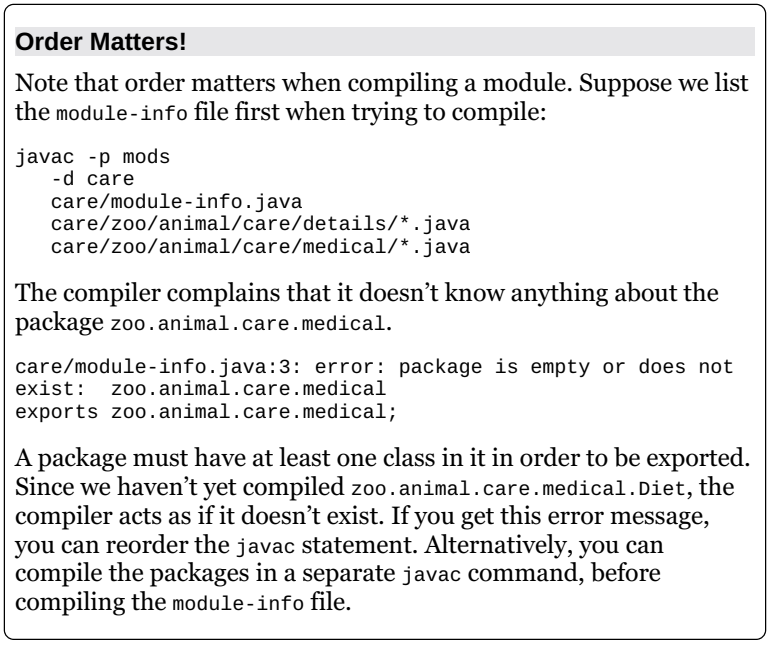 Order Matters!
Note that order matters when compiling a module. Suppose we list
the module-info file first when trying to compile:
javac -p mods
   -d care
   care/module-info.java
   care/zoo/animal/care/details/*.java
   care/zoo/animal/care/medical/*.java
The compiler complains that it doesn’t know anything about the
package zoo.animal.care.medical.
care/module-info.java:3: error: package is empty or does not
exist:  zoo.animal.care.medical
exports zoo.animal.care.medical;
A package must have at least one class in it in order to be exported.
Since we haven’t yet compiled zoo.animal.care.medical.Diet, the
compiler acts as if it doesn’t exist. If you get this error message,
you can reorder the javac statement. Alternatively, you can
compile the packages in a separate javac command, before
compiling the module-info file.